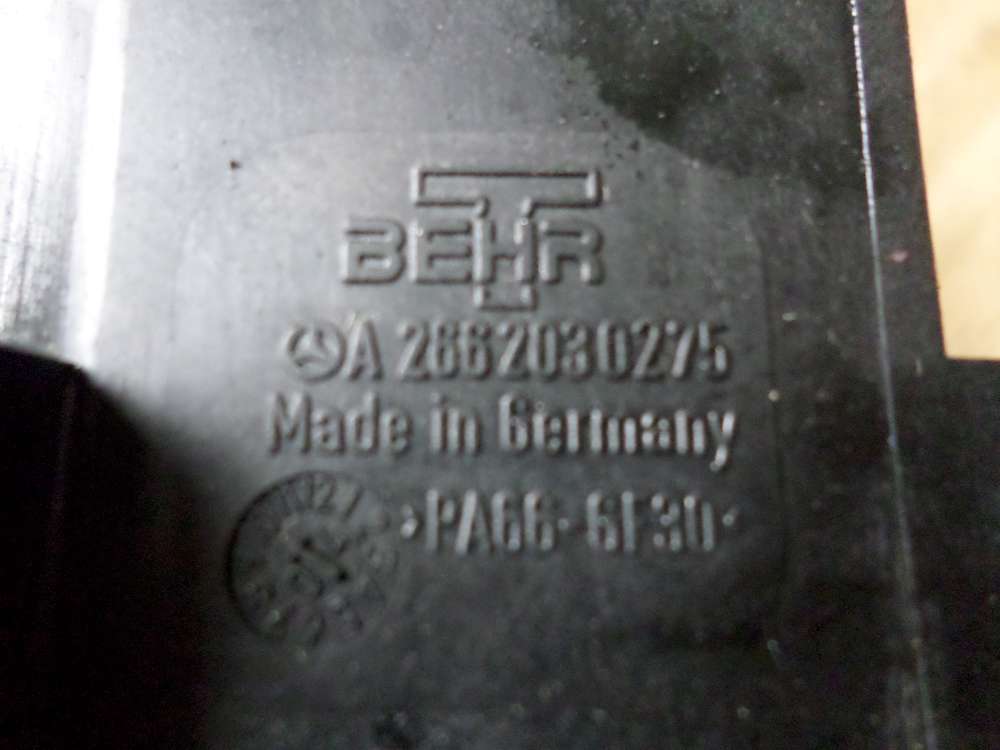 BEHR
A 2662030275
Made in Germany
>PA66-GF30<